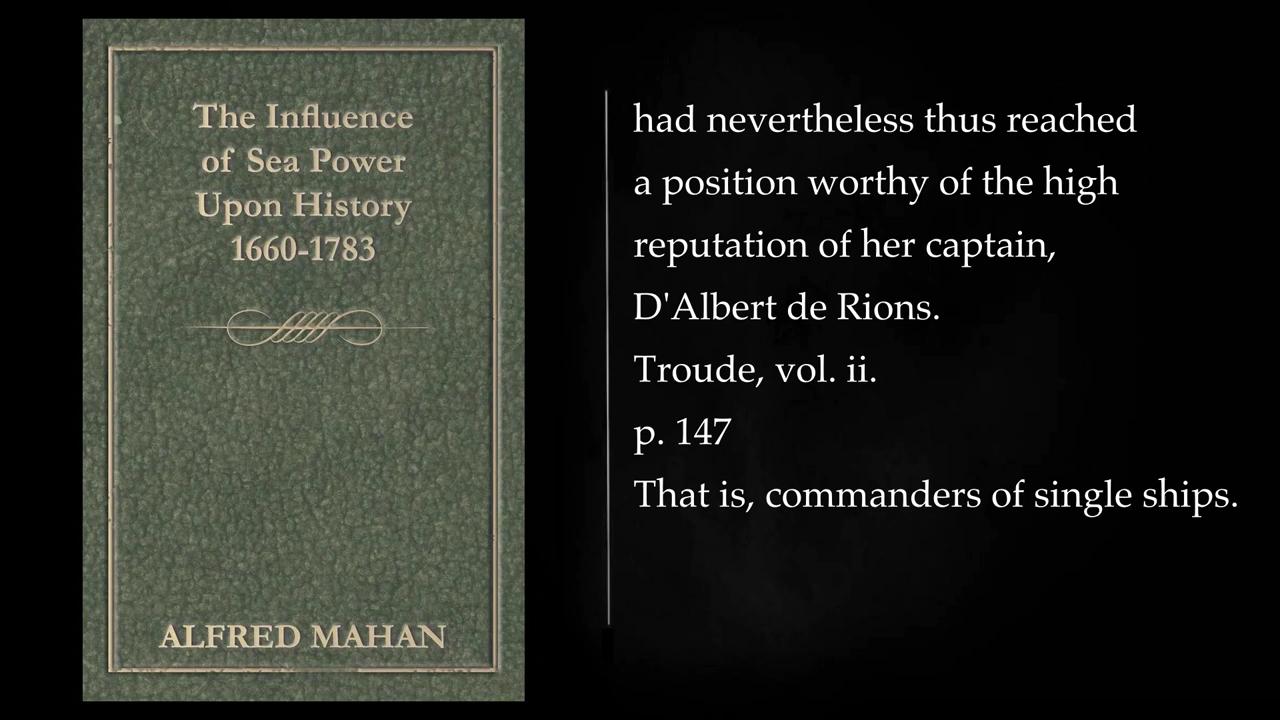 The Influence
of Sea Power
Upon History
1660-1783
ALFRED MAHAN
had nevertheless thus reached
a position worthy of the high
reputation of her captain,
D'Albert de Rions.
Troude, vol. ii.
p. 147
That is, commanders of single ships.